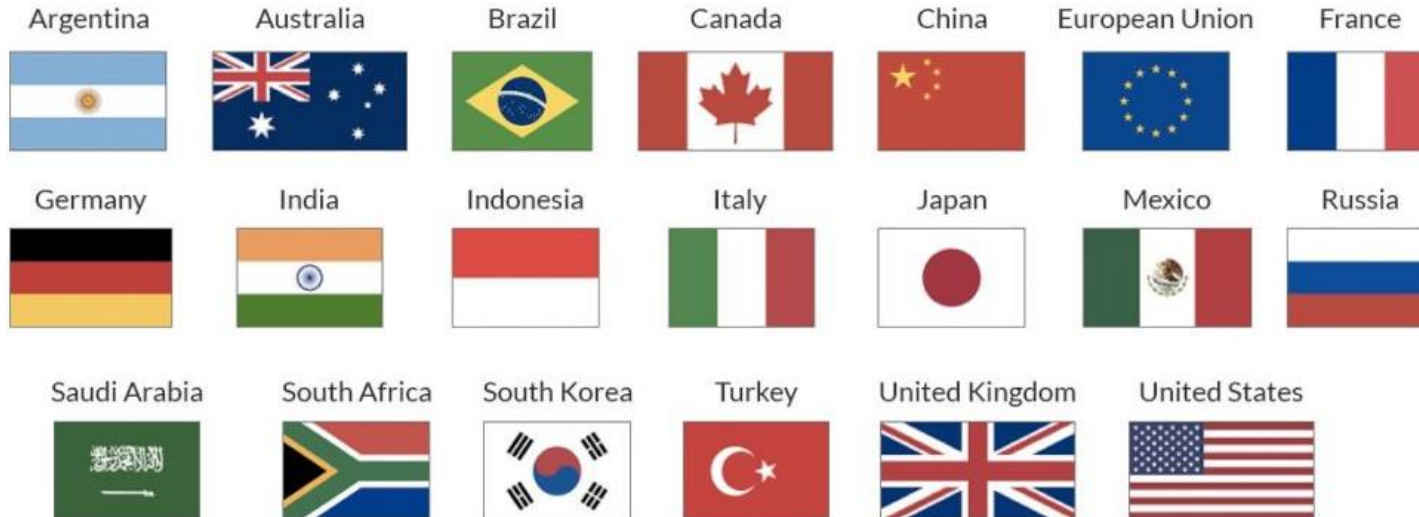 Argentina Australia Brazil Canada China European Union France
Germany India Indonesia Italy Japan Mexico Russia
Saudi Arabia South Africa South Korea Turkey United Kingdom United States